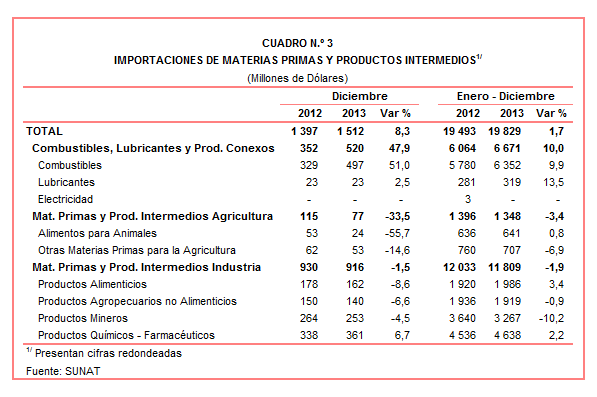 CUADRO N.º 3
IMPORTACIONES DE MATERIAS PRIMAS Y PRODUCTOS INTERMEDIOS1/
(Millones de Dólares)
Diciembre Enero - Diciembre
2012 2013 Var % 2012 2013 Var %
TOTAL 1 397 1 512 8,3 19 493 19 829 1,7
Combustibles, Lubricantes y Prod. Conexos 352 520 47,9 6 064 6 671 10,0
Combustibles 329 497 51,0 5 780 6 352 9,9
Lubricantes 23 23 2,5 281 319 13,5
Electricidad - - - 3 - -
Mat. Primas y Prod. Intermedios Agricultura 115 77 -33,5 1 396 1 348 -3,4
Alimentos para Animales 53 24 -55,7 636 641 0,8
Otras Materias Primas para la Agricultura 62 53 -14,6 760 707 -6,9
Mat. Primas y Prod. Intermedios Industria 930 916 -1,5 12 033 11 809 -1,9
Productos Alimenticios 178 162 -8,6 1 920 1 986 3,4
Productos Agropecuarios no Alimenticios 150 140 -6,6 1 936 1 919 -0,9
Productos Mineros 264 253 -4,5 3 640 3 267 -10,2
Productos Químicos - Farmacéuticos 338 361 6,7 4 536 4 638 2,2
1/ Presentan cifras redondeadas
Fuente: SUNAT